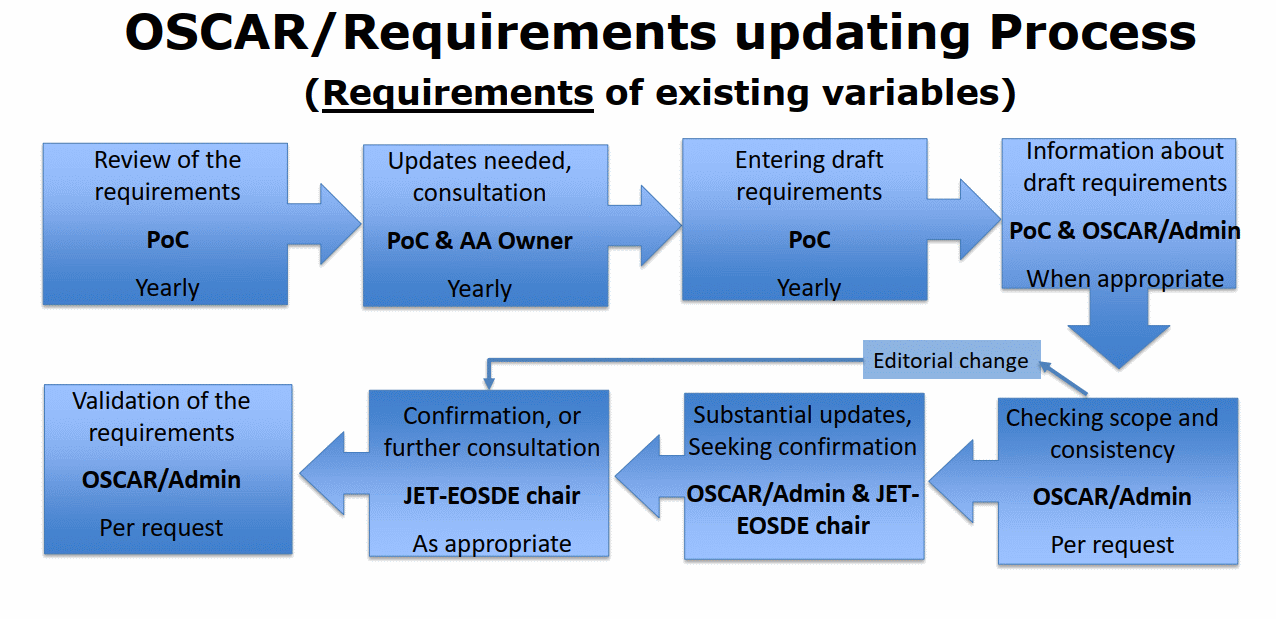 OSCAR/Requirements updating Process
(Requirements of existing variables)
Review of the
requirements
PoC
Yearly
Updates needed,
consultation
PoC & AA Owner
Yearly
Entering draft
requirements
PoC
Yearly
Information about
draft requirements
PoC & OSCAR/Admin
When appropriate
Editorial change
Checking scope and
consistency
OSCAR/Admin
Per request
Substantial updates,
Seeking confirmation
OSCAR/Admin & JET-
EOSDE chair
Confirmation, or
further consultation
JET-EOSDE chair
As appropriate
Validation of the
requirements
OSCAR/Admin
Per request